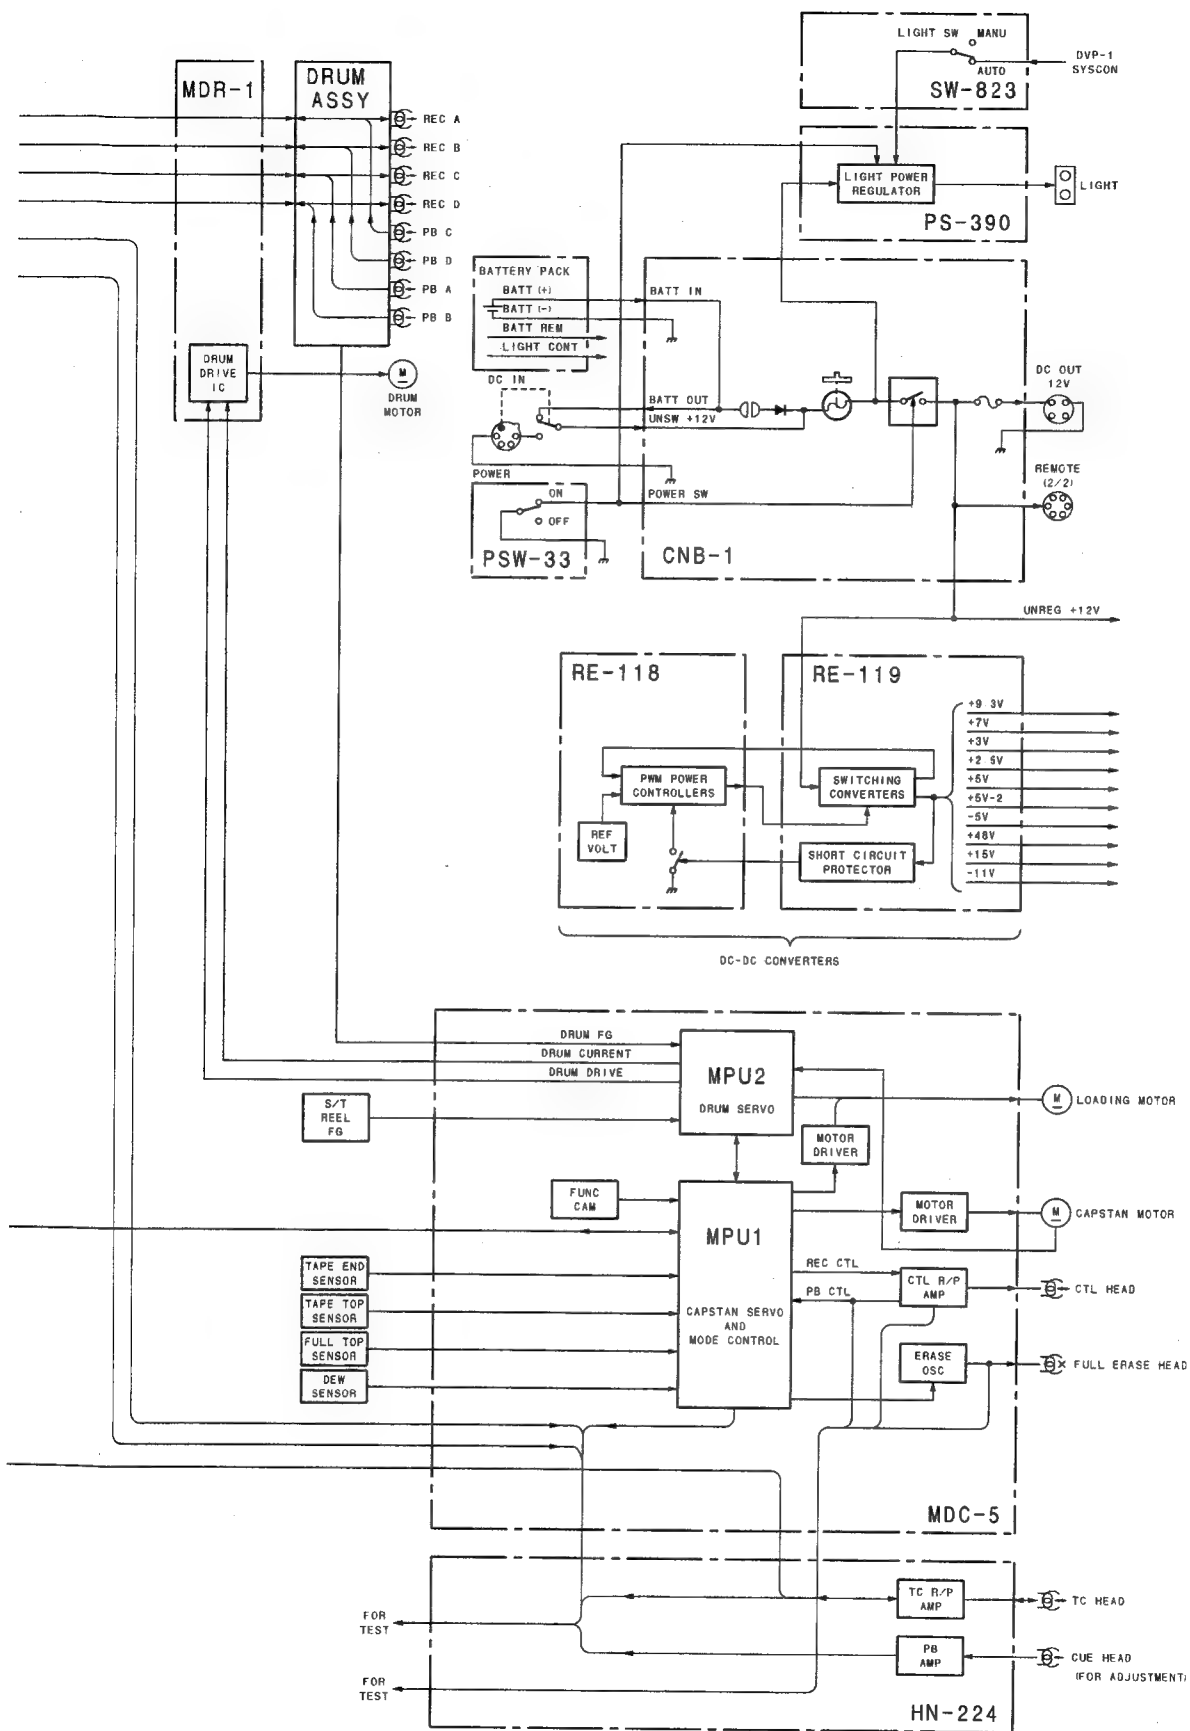 LIGHT SW MANU
AUTO
DVP-1
SYSCON
SW-823
MDR-1
DRUM
ASSY
REC A
REC B
REC C
REC D
PB C
PB D
PB A
PB B
LIGHT POWER
REGULATOR
LIGHT
PS-390
BATTERY PACK
BATT (+)
BATT (-)
BATT REM
LIGHT CONT
BATT IN
DRUM
DRIVE
IC
M
DRUM
MOTOR
DC IN
BATT OUT
UNSW +12V
DC OUT
12V
POWER
ON
OFF
PSW-33
POWER SW
REMOTE
(2/2)
CNB-1
UNREG +12V
RE-118
RE-119
+9 3V
+7V
+3V
+2 5V
+5V
+5V-2
-5V
+48V
+15V
-11V
PWM POWER
CONTROLLERS
REF
VOLT
SWITCHING
CONVERTERS
SHORT CIRCUIT
PROTECTOR
DC-DC CONVERTERS
DRUM FG
DRUM CURRENT
DRUM DRIVE
MPU2
DRUM SERVO
S/T
REEL
FG
MOTOR
DRIVER
M
LOADING MOTOR
FUNC
CAM
MPU1
CAPSTAN SERVO
AND
MODE CONTROL
MOTOR
DRIVER
M
CAPSTAN MOTOR
TAPE END
SENSOR
TAPE TOP
SENSOR
FULL TOP
SENSOR
DEW
SENSOR
REC CTL
PB CTL
CTL R/P
AMP
CTL HEAD
ERASE
OSC
FULL ERASE HEAD
MDC-5
TC R/P
AMP
TC HEAD
FOR
TEST
PB
AMP
CUE HEAD
(FOR ADJUSTMENT)
FOR
TEST
HN-224